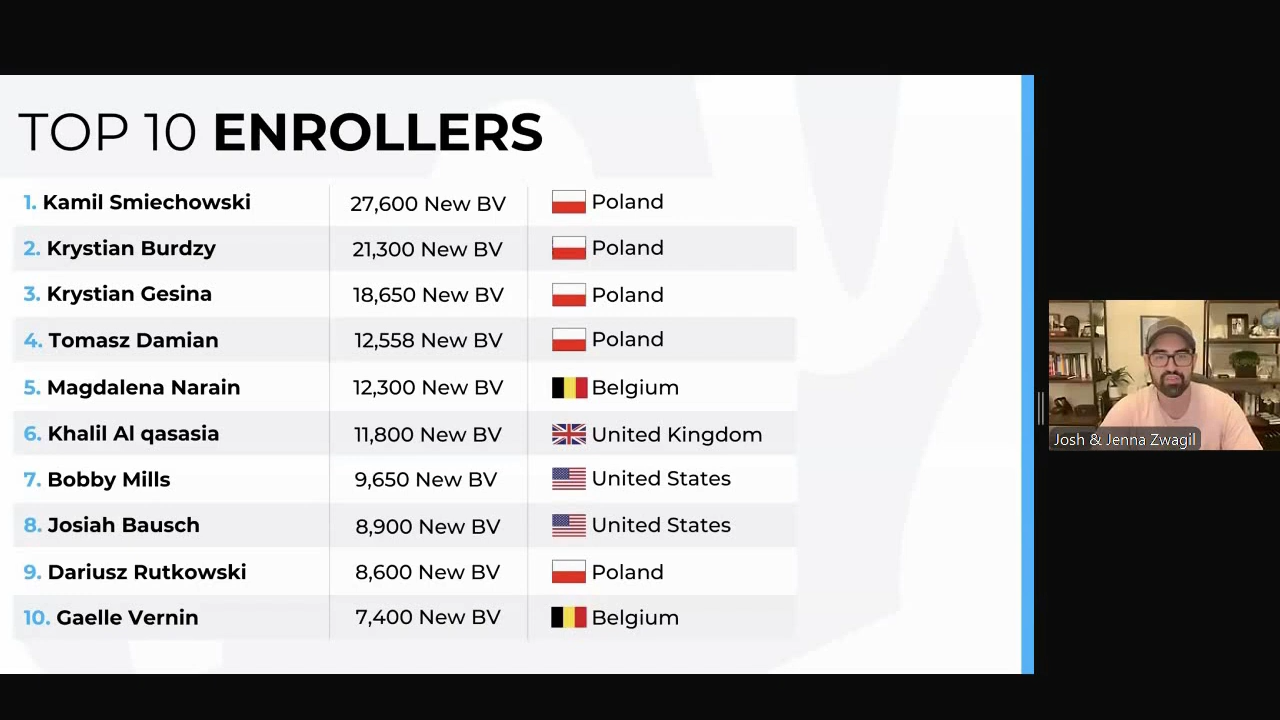 TOP 10 ENROLLERS
1. Kamil Smiechowski 27,600 New BV Poland
2. Krystian Burdzy 21,300 New BV Poland
3. Krystian Gesina 18,650 New BV Poland
4. Tomasz Damian 12,558 New BV Poland
5. Magdalena Narain 12,300 New BV Belgium
6. Khalil Al qasasia 11,800 New BV United Kingdom
7. Bobby Mills 9,650 New BV United States
8. Josiah Bausch 8,900 New BV United States
9. Dariusz Rutkowski 8,600 New BV Poland
10. Gaelle Vernin 7,400 New BV Belgium
Josh & Jenna Zwagil